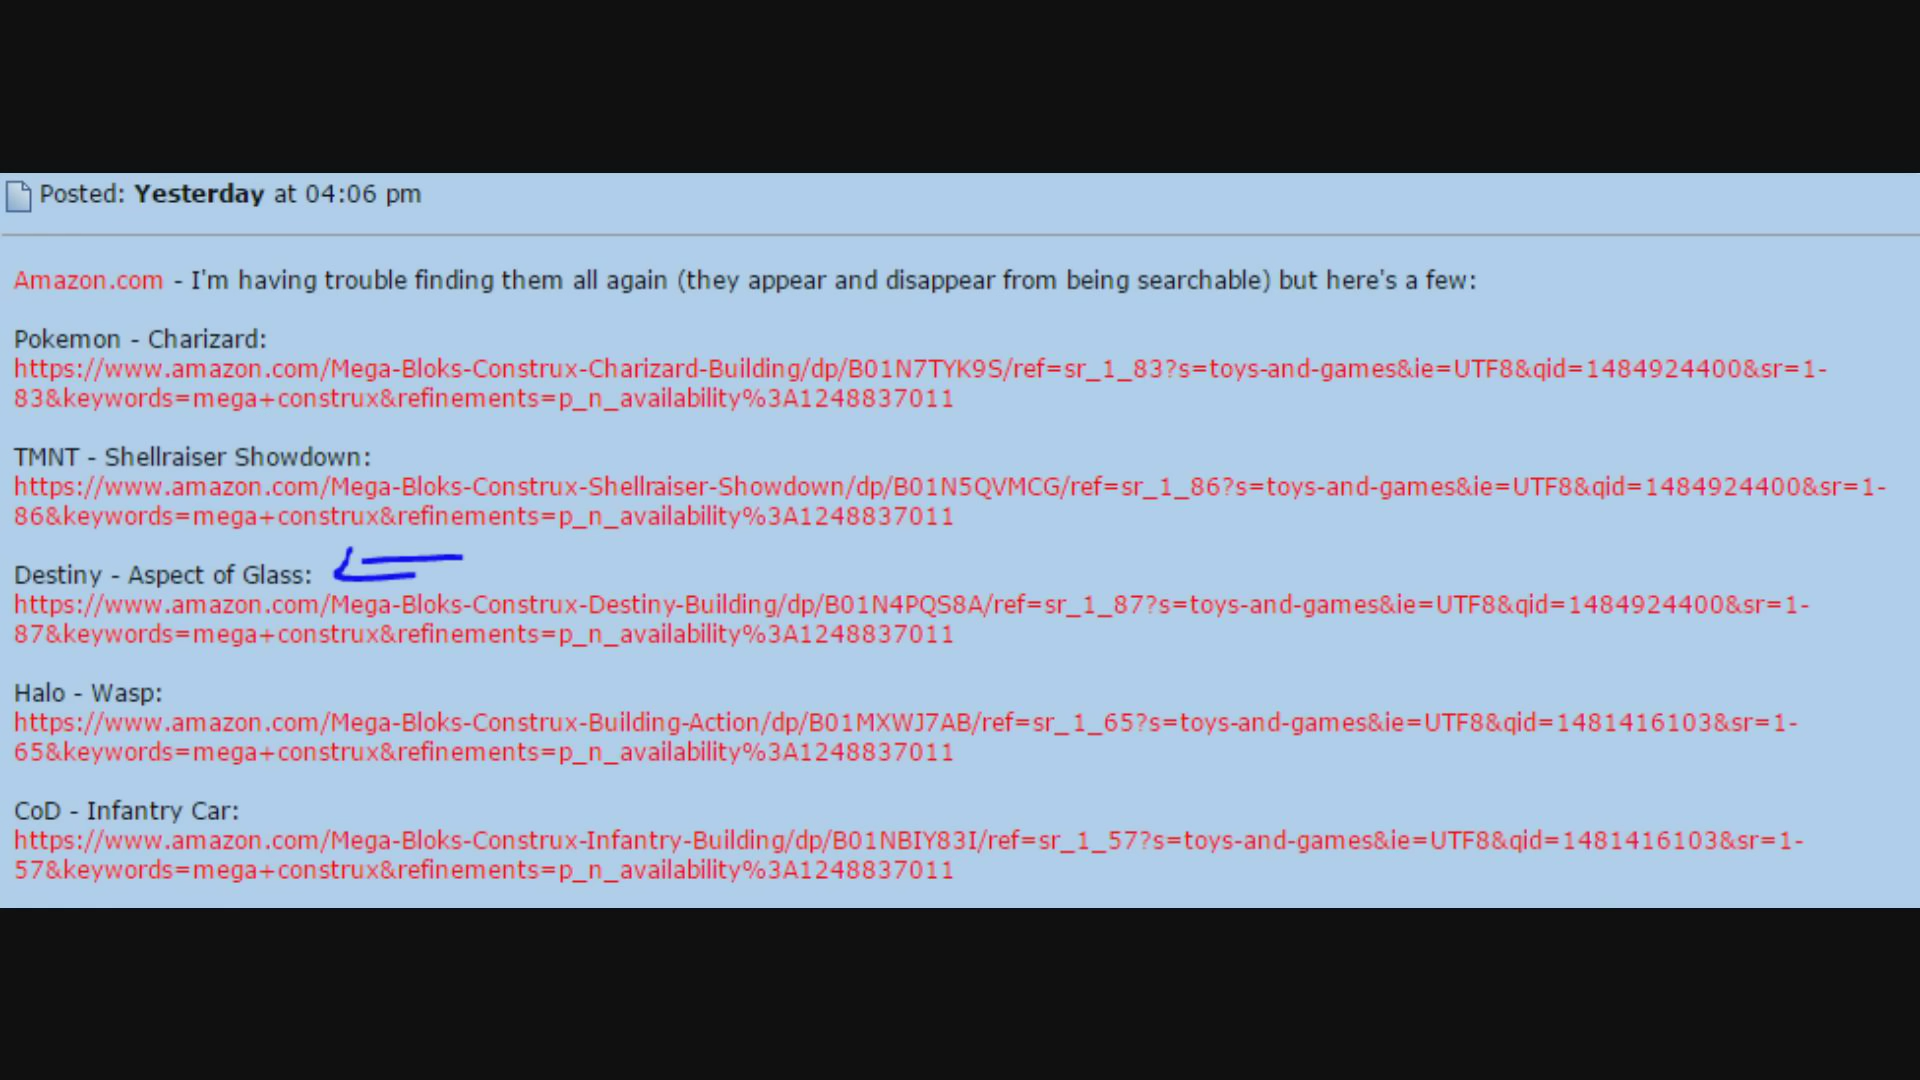 Posted: Yesterday at 04:06 pm
Amazon.com - I'm having trouble finding them all again (they appear and disappear from being searchable) but here's a few:
Pokemon - Charizard:
https://www.amazon.com/Mega-Bloks-Construx-Charizard-Building/dp/B01N7TYK9S/ref=sr_1_83?s=toys-and-games&ie=UTF8&qid=1484924400&sr=1-
83&keywords=mega+construx&refinements=p_n_availability%3A1248837011
TMNT - Shellraiser Showdown:
https://www.amazon.com/Mega-Bloks-Construx-Shellraiser-Showdown/dp/B01N5QVMCG/ref=sr_1_86?s=toys-and-games&ie=UTF8&qid=1484924400&sr=1-
86&keywords=mega+construx&refinements=p_n_availability%3A1248837011
Destiny - Aspect of Glass:
https://www.amazon.com/Mega-Bloks-Construx-Destiny-Building/dp/B01N4PQS8A/ref=sr_1_87?s=toys-and-games&ie=UTF8&qid=1484924400&sr=1-
87&keywords=mega+construx&refinements=p_n_availability%3A1248837011
Halo - Wasp:
https://www.amazon.com/Mega-Bloks-Construx-Building-Action/dp/B01MXWJ7AB/ref=sr_1_65?s=toys-and-games&ie=UTF8&qid=1481416103&sr=1-
65&keywords=mega+construx&refinements=p_n_availability%3A1248837011
CoD - Infantry Car:
https://www.amazon.com/Mega-Bloks-Construx-Infantry-Building/dp/B01NBIY83I/ref=sr_1_57?s=toys-and-games&ie=UTF8&qid=1481416103&sr=1-
57&keywords=mega+construx&refinements=p_n_availability%3A1248837011